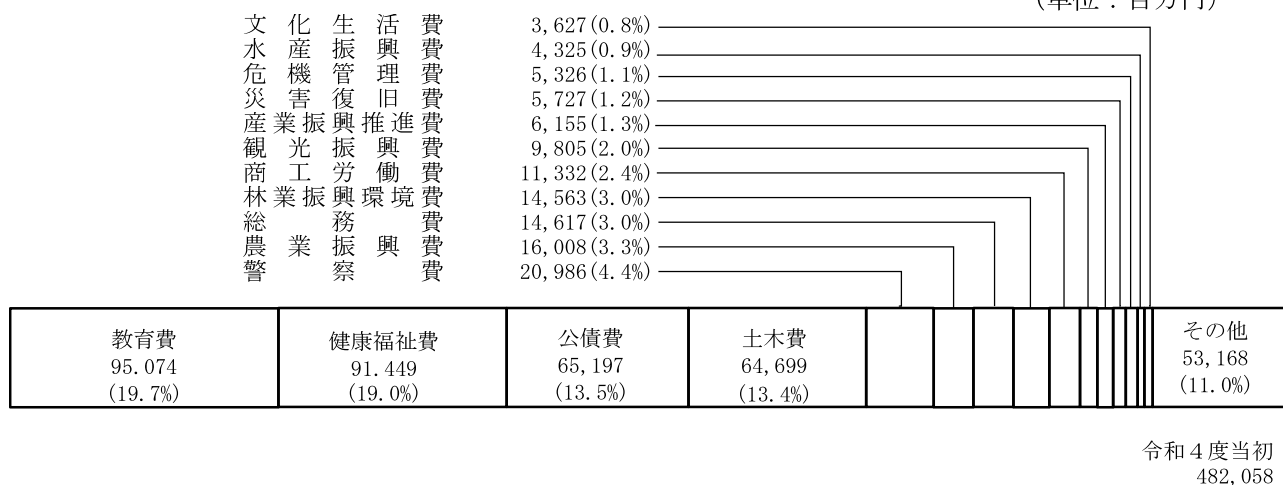 (単位：百万円)
文化生活費 3,627(0.8%)
水産振興費 4,325(0.9%)
危機管理費 5,326(1.1%)
災害復旧費 5,727(1.2%)
産業振興推進費 6,155(1.3%)
観光振興費 9,805(2.0%)
商工労働費 11,332(2.4%)
林業振興環境費 14,563(3.0%)
総務費 14,617(3.0%)
農業振興費 16,008(3.3%)
警察費 20,986(4.4%)
教育費
95.074
(19.7%)
健康福祉費
91.449
(19.0%)
公債費
65,197
(13.5%)
土木費
64,699
(13.4%)
その他
53,168
(11.0%)
令和４度当初
482,058